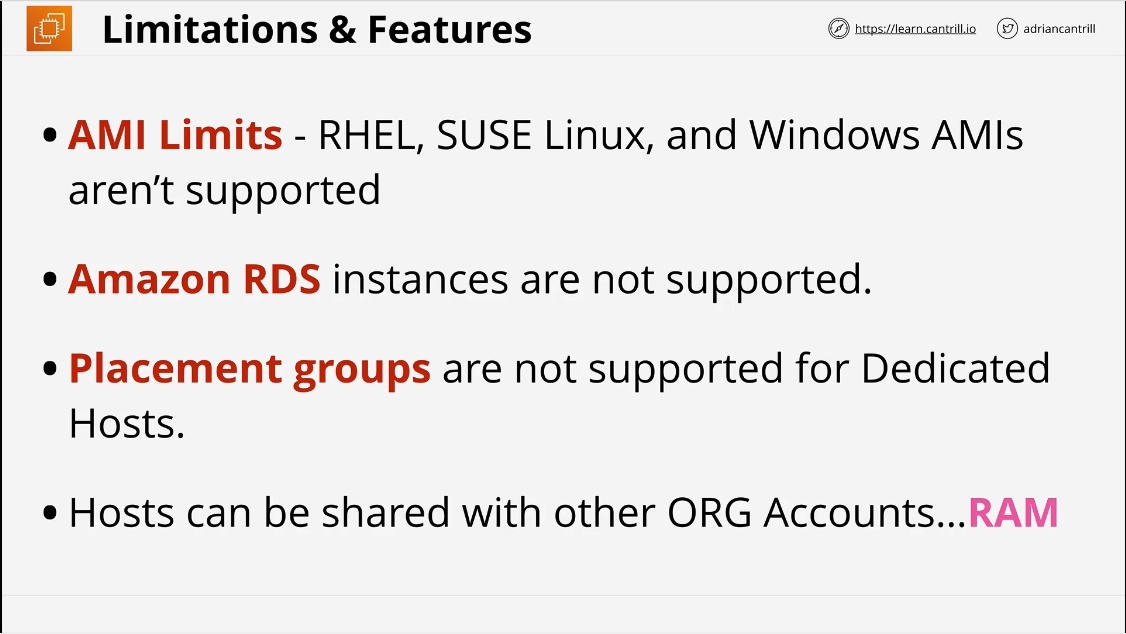 Limitations & Features
https://learn.cantrill.io
adriancantrill
• AMI Limits - RHEL, SUSE Linux, and Windows AMIs
aren’t supported
• Amazon RDS instances are not supported.
• Placement groups are not supported for Dedicated
Hosts.
• Hosts can be shared with other ORG Accounts...RAM